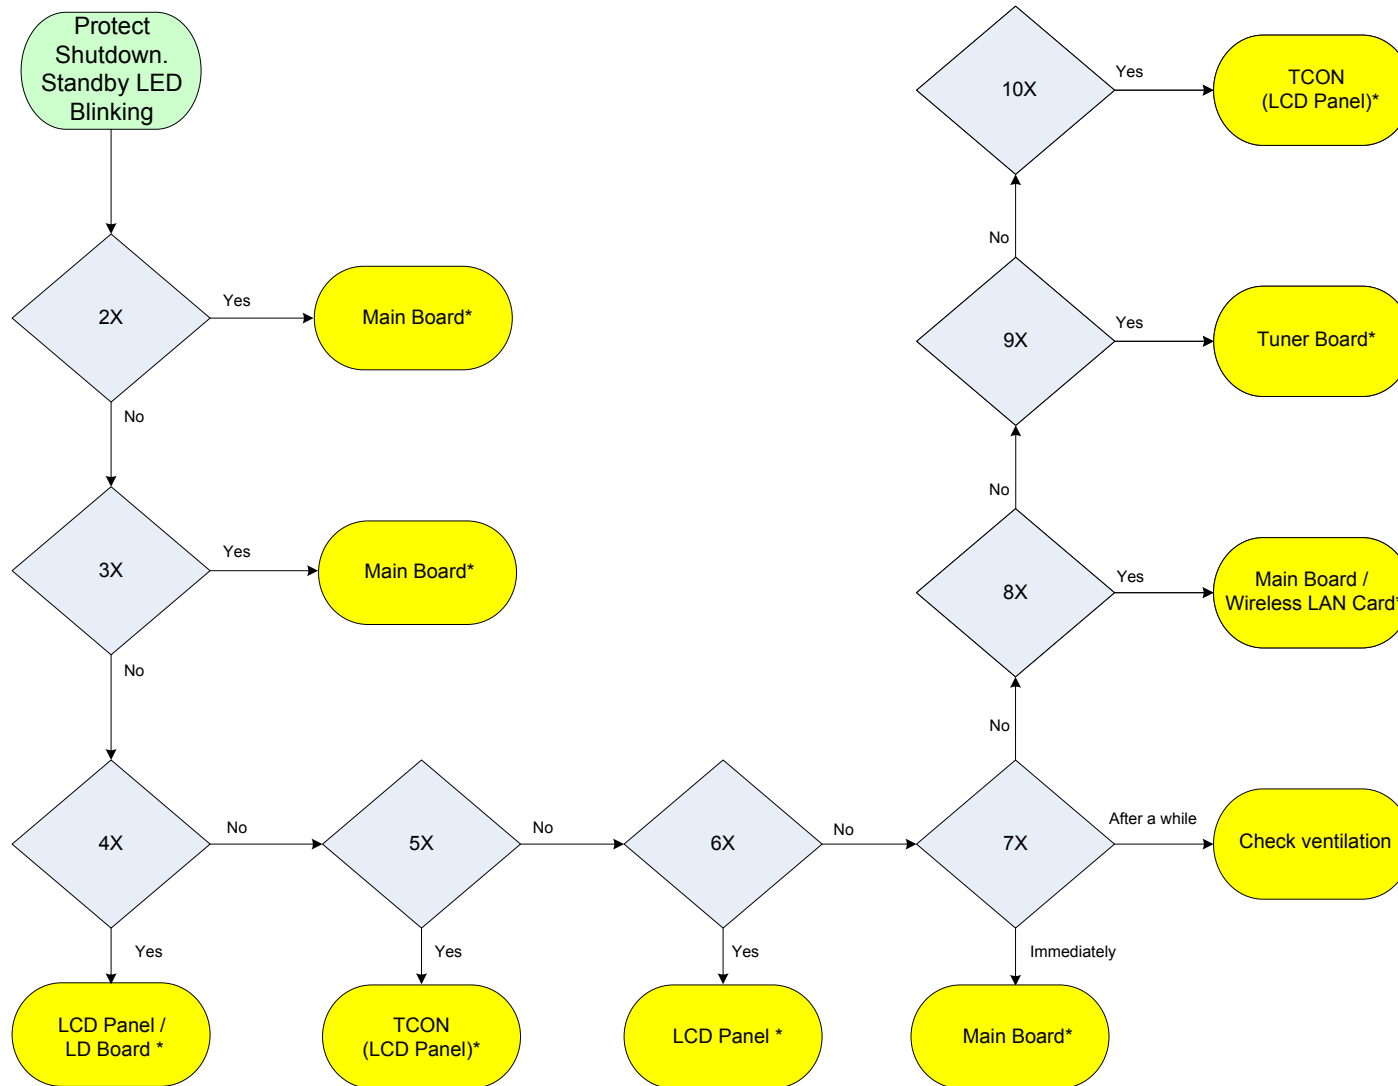 Protect
Shutdown.
Standby LED
Blinking
2X
Yes
Main Board*
No
3X
Yes
Main Board*
No
4X
No
Yes
LCD Panel /
LD Board *
5X
No
Yes
TCON
(LCD Panel)*
6X
No
Yes
LCD Panel *
7X
After a while
Check ventilation
Immediately
Main Board*
No
8X
Yes
Main Board /
Wireless LAN Card*
No
9X
Yes
Tuner Board*
No
10X
Yes
TCON
(LCD Panel)*